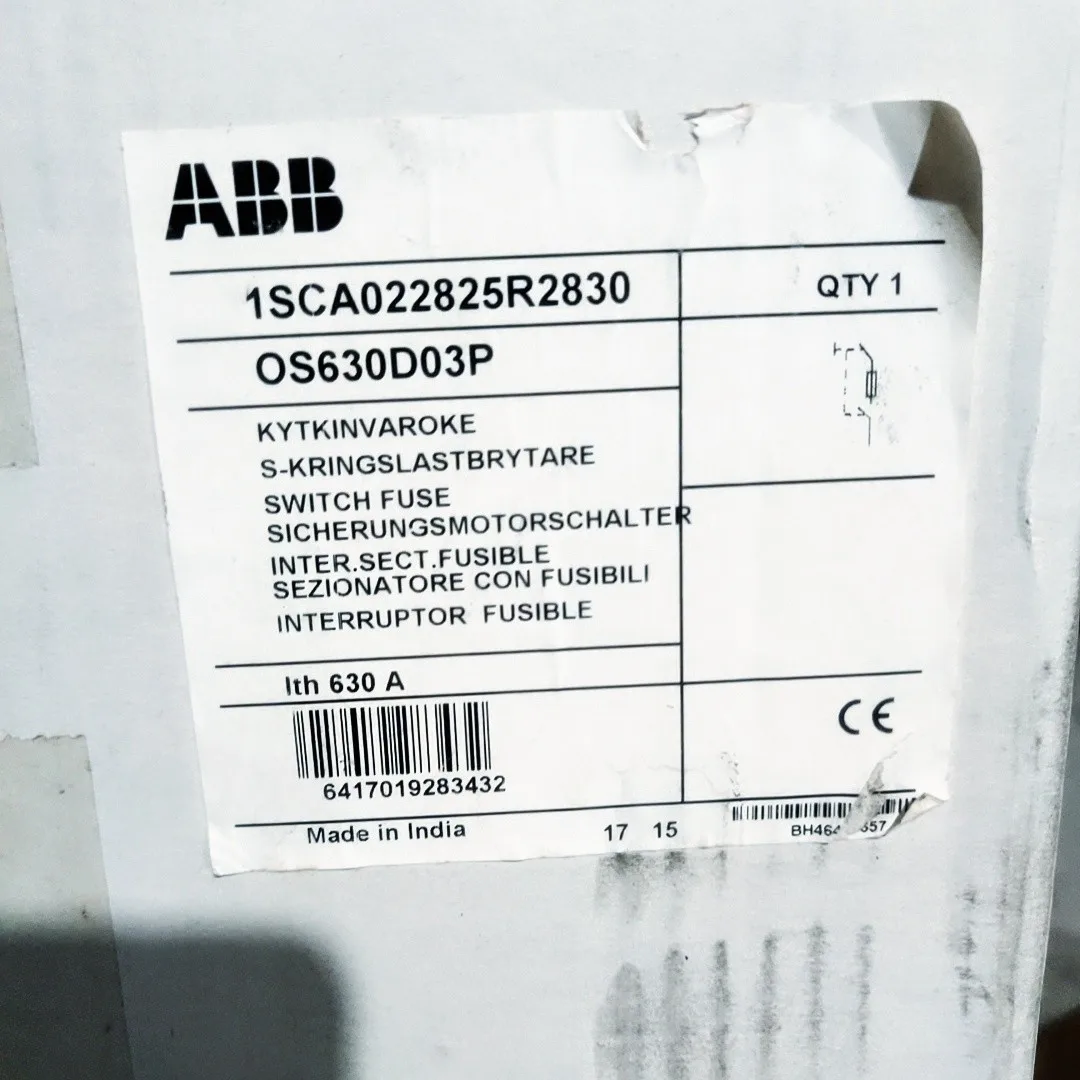 ABB
1SCA022825R2830
QTY 1
OS630D03P
KYTKINVAROKE
S-KRINGSLASTBRYTARE
SWITCH FUSE
SICHERUNGSMOTORSCHALTER
INTER.SECT.FUSIBLE
SEZIONATORE CON FUSIBILI
INTERRUPTOR FUSIBLE
Ith 630 A
CE
6417019283432
Made in India
17 15